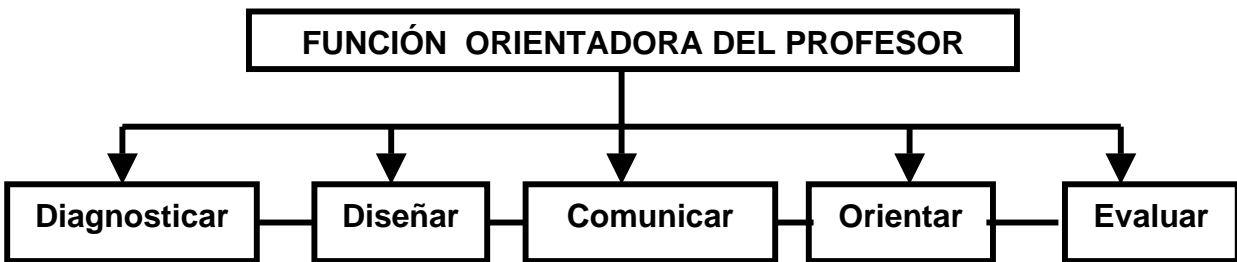 FUNCIÓN ORIENTADORA DEL PROFESOR
Diagnosticar
Diseñar
Comunicar
Orientar
Evaluar